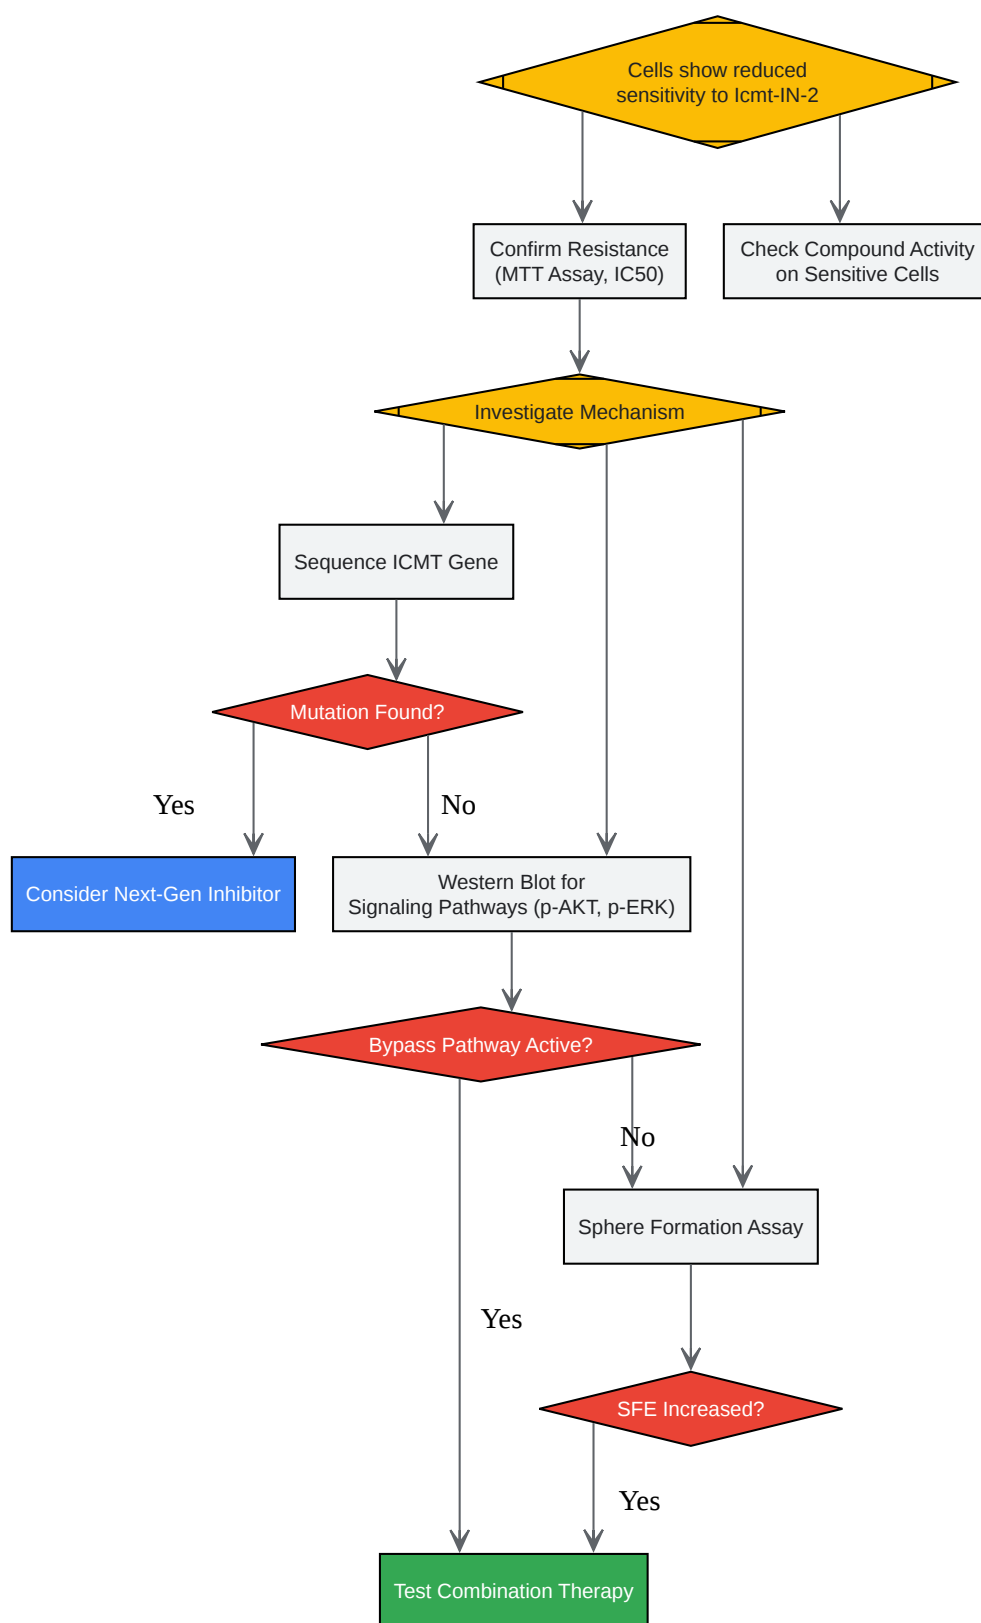 Cells show reduced
sensitivity to Icmt-IN-2
Confirm Resistance
(MTT Assay, IC50)
Check Compound Activity
on Sensitive Cells
Investigate Mechanism
Sequence ICMT Gene
Mutation Found?
Yes
No
Consider Next-Gen Inhibitor
Western Blot for
Signaling Pathways (p-AKT, p-ERK)
Bypass Pathway Active?
No
Sphere Formation Assay
Yes
SFE Increased?
Yes
Test Combination Therapy